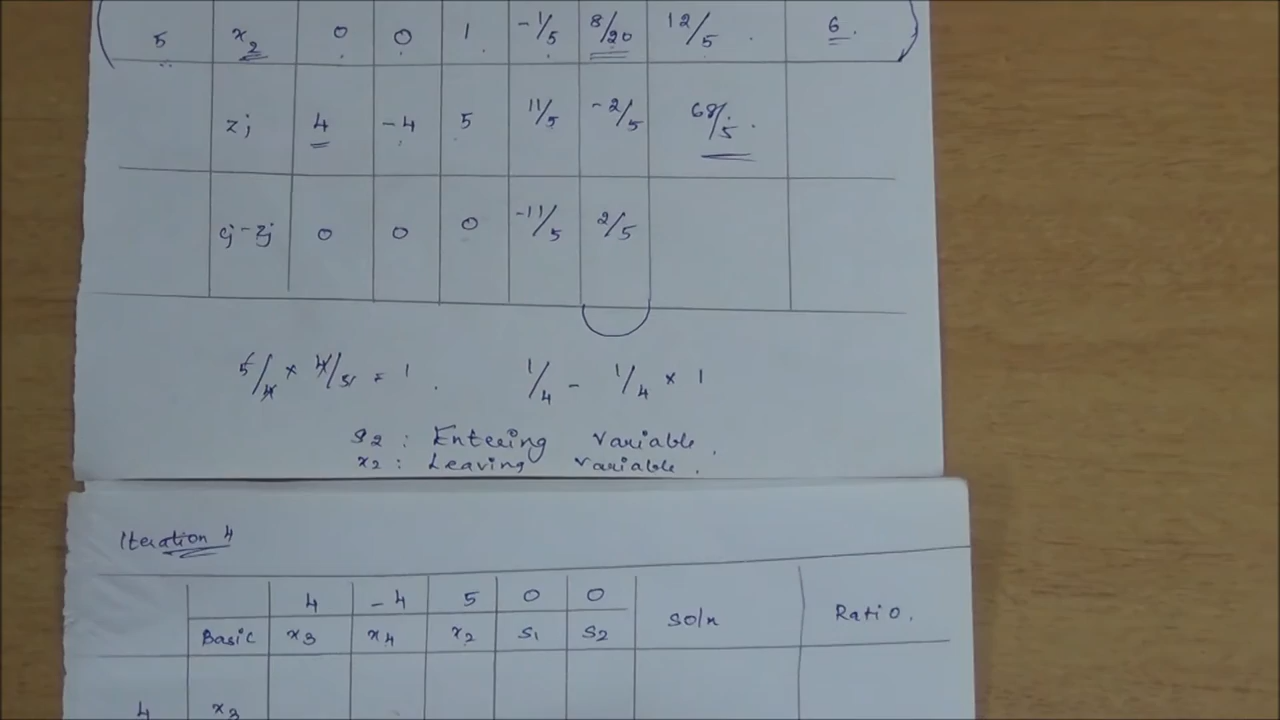 5 x2 0 0 1 -1/5 8/20 12/5 . 6
zj 4 -4 5 11/5 -2/5 68/5 .
cj-zj 0 0 0 -11/5 2/5
5/4 × 4/5 = 1 . 1/4 - 1/4 × 1
S2 : Entering variable .
x2 : Leaving variable .
Iteration 4
4 -4 5 0 0
Basic x3 x4 x2 S1 S2 Soln Ratio.
4 x3